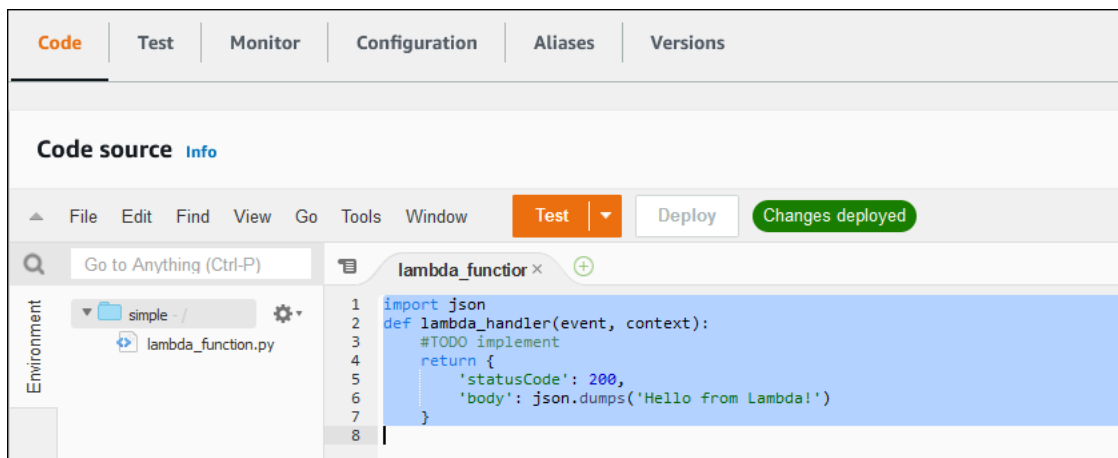 Code Test Monitor Configuration Aliases Versions
Code source Info
File Edit Find View Go Tools Window Test Deploy Changes deployed
Go to Anything (Ctrl-P) lambda_function
Environment
simple - /
lambda_function.py
1 import json
2 def lambda_handler(event, context):
3 #TODO implement
4 return {
5 'statusCode': 200,
6 'body': json.dumps('Hello from Lambda!')
7 }
8